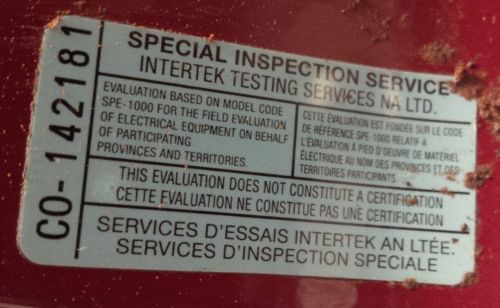 CO-142181
SPECIAL INSPECTION SERVICE
INTERTEK TESTING SERVICES NA LTD.
EVALUATION BASED ON MODEL CODE
SPE-1000 FOR THE FIELD EVALUATION
OF ELECTRICAL EQUIPMENT ON BEHALF
OF PARTICIPATING
PROVINCES AND TERRITORIES.
CETTE ÉVALUATION EST FONDÉE SUR LE CODE
DE RÉFÉRENCE SPE-1000 RELATIF À
L'ÉVALUATION À PIED D'OEUVRE DE MATÉRIEL
ÉLECTRIQUE AU NOM DES PROVINCES ET DES
TERRITOIRES PARTICIPANTS
THIS EVALUATION DOES NOT CONSTITUTE A CERTIFICATION
CETTE ÉVALUATION NE CONSTITUE PAS UNE CERTIFICATION
SERVICES D'ESSAIS INTERTEK AN LTÉE.
SERVICES D'INSPECTION SPECIALE